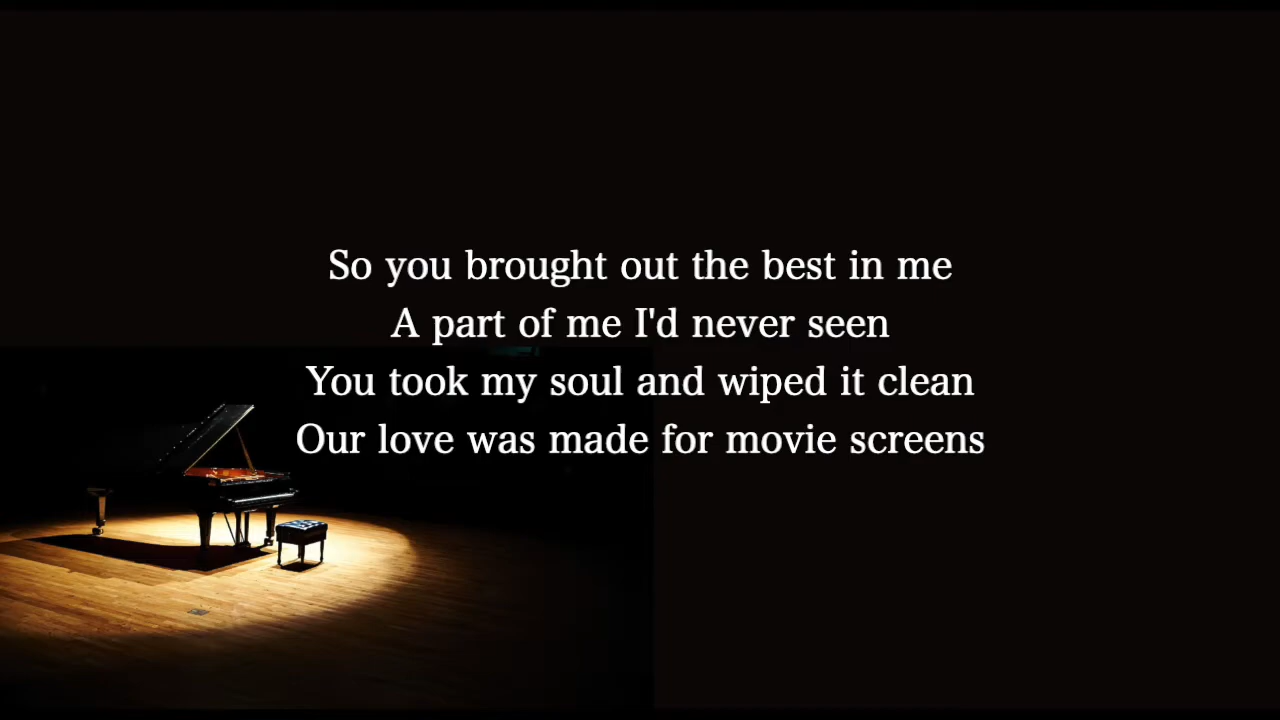 So you brought out the best in me
A part of me I'd never seen
You took my soul and wiped it clean
Our love was made for movie screens